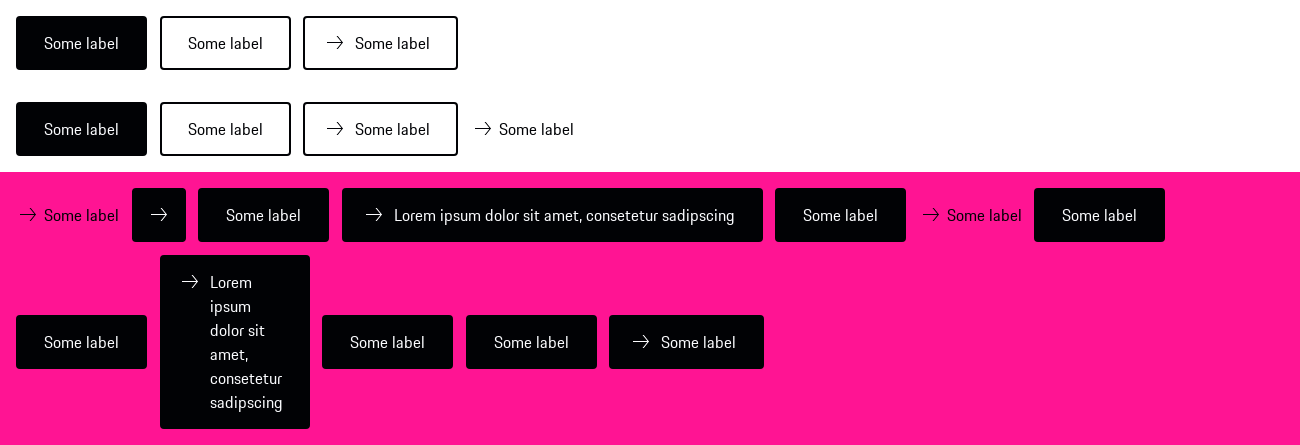 Some label Some label → Some label
Some label Some label → Some label → Some label
→ Some label → Some label → Lorem ipsum dolor sit amet, consetetur sadipscing Some label → Some label Some label
Some label
→ Lorem
ipsum
dolor sit
amet,
consetetur
sadipscing
Some label Some label → Some label